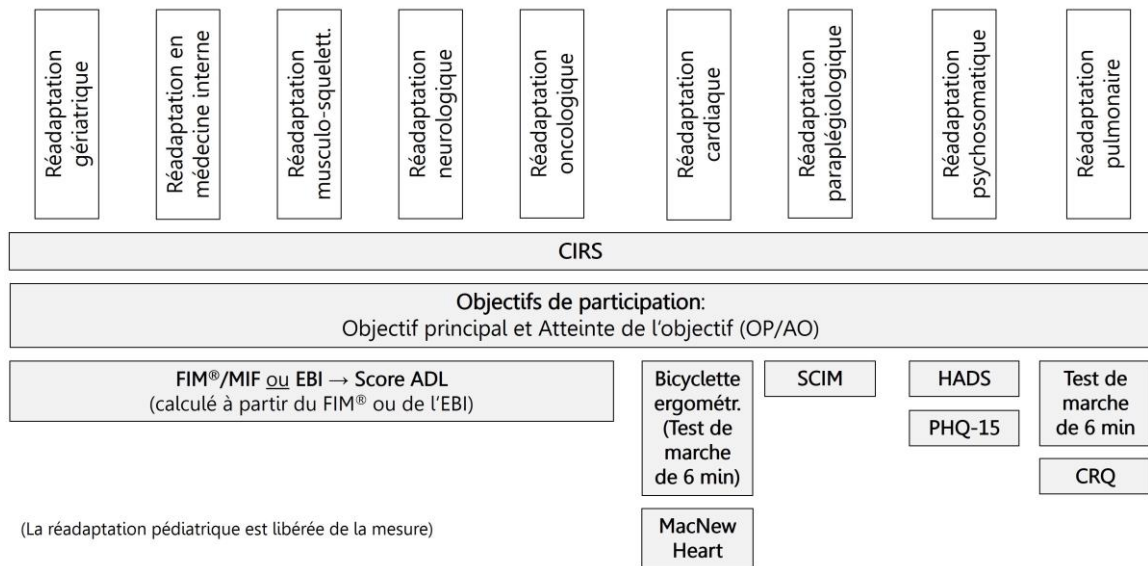 Réadaptation
gériatrique
Réadaptation en
médecine interne
Réadaptation
musculo-squelett.
Réadaptation
neurologique
Réadaptation
oncologique
Réadaptation
cardiaque
Réadaptation
paraplégiologique
Réadaptation
psychosomatique
Réadaptation
pulmonaire
CIRS
Objectifs de participation:
Objectif principal et Atteinte de l'objectif (OP/AO)
FIM®/MIF ou EBI → Score ADL
(calculé à partir du FIM® ou de l'EBI)
Bicyclette
ergométr.
(Test de
marche
de 6 min)
MacNew
Heart
SCIM
HADS
PHQ-15
Test de
marche
de 6 min
CRQ
(La réadaptation pédiatrique est libérée de la mesure)